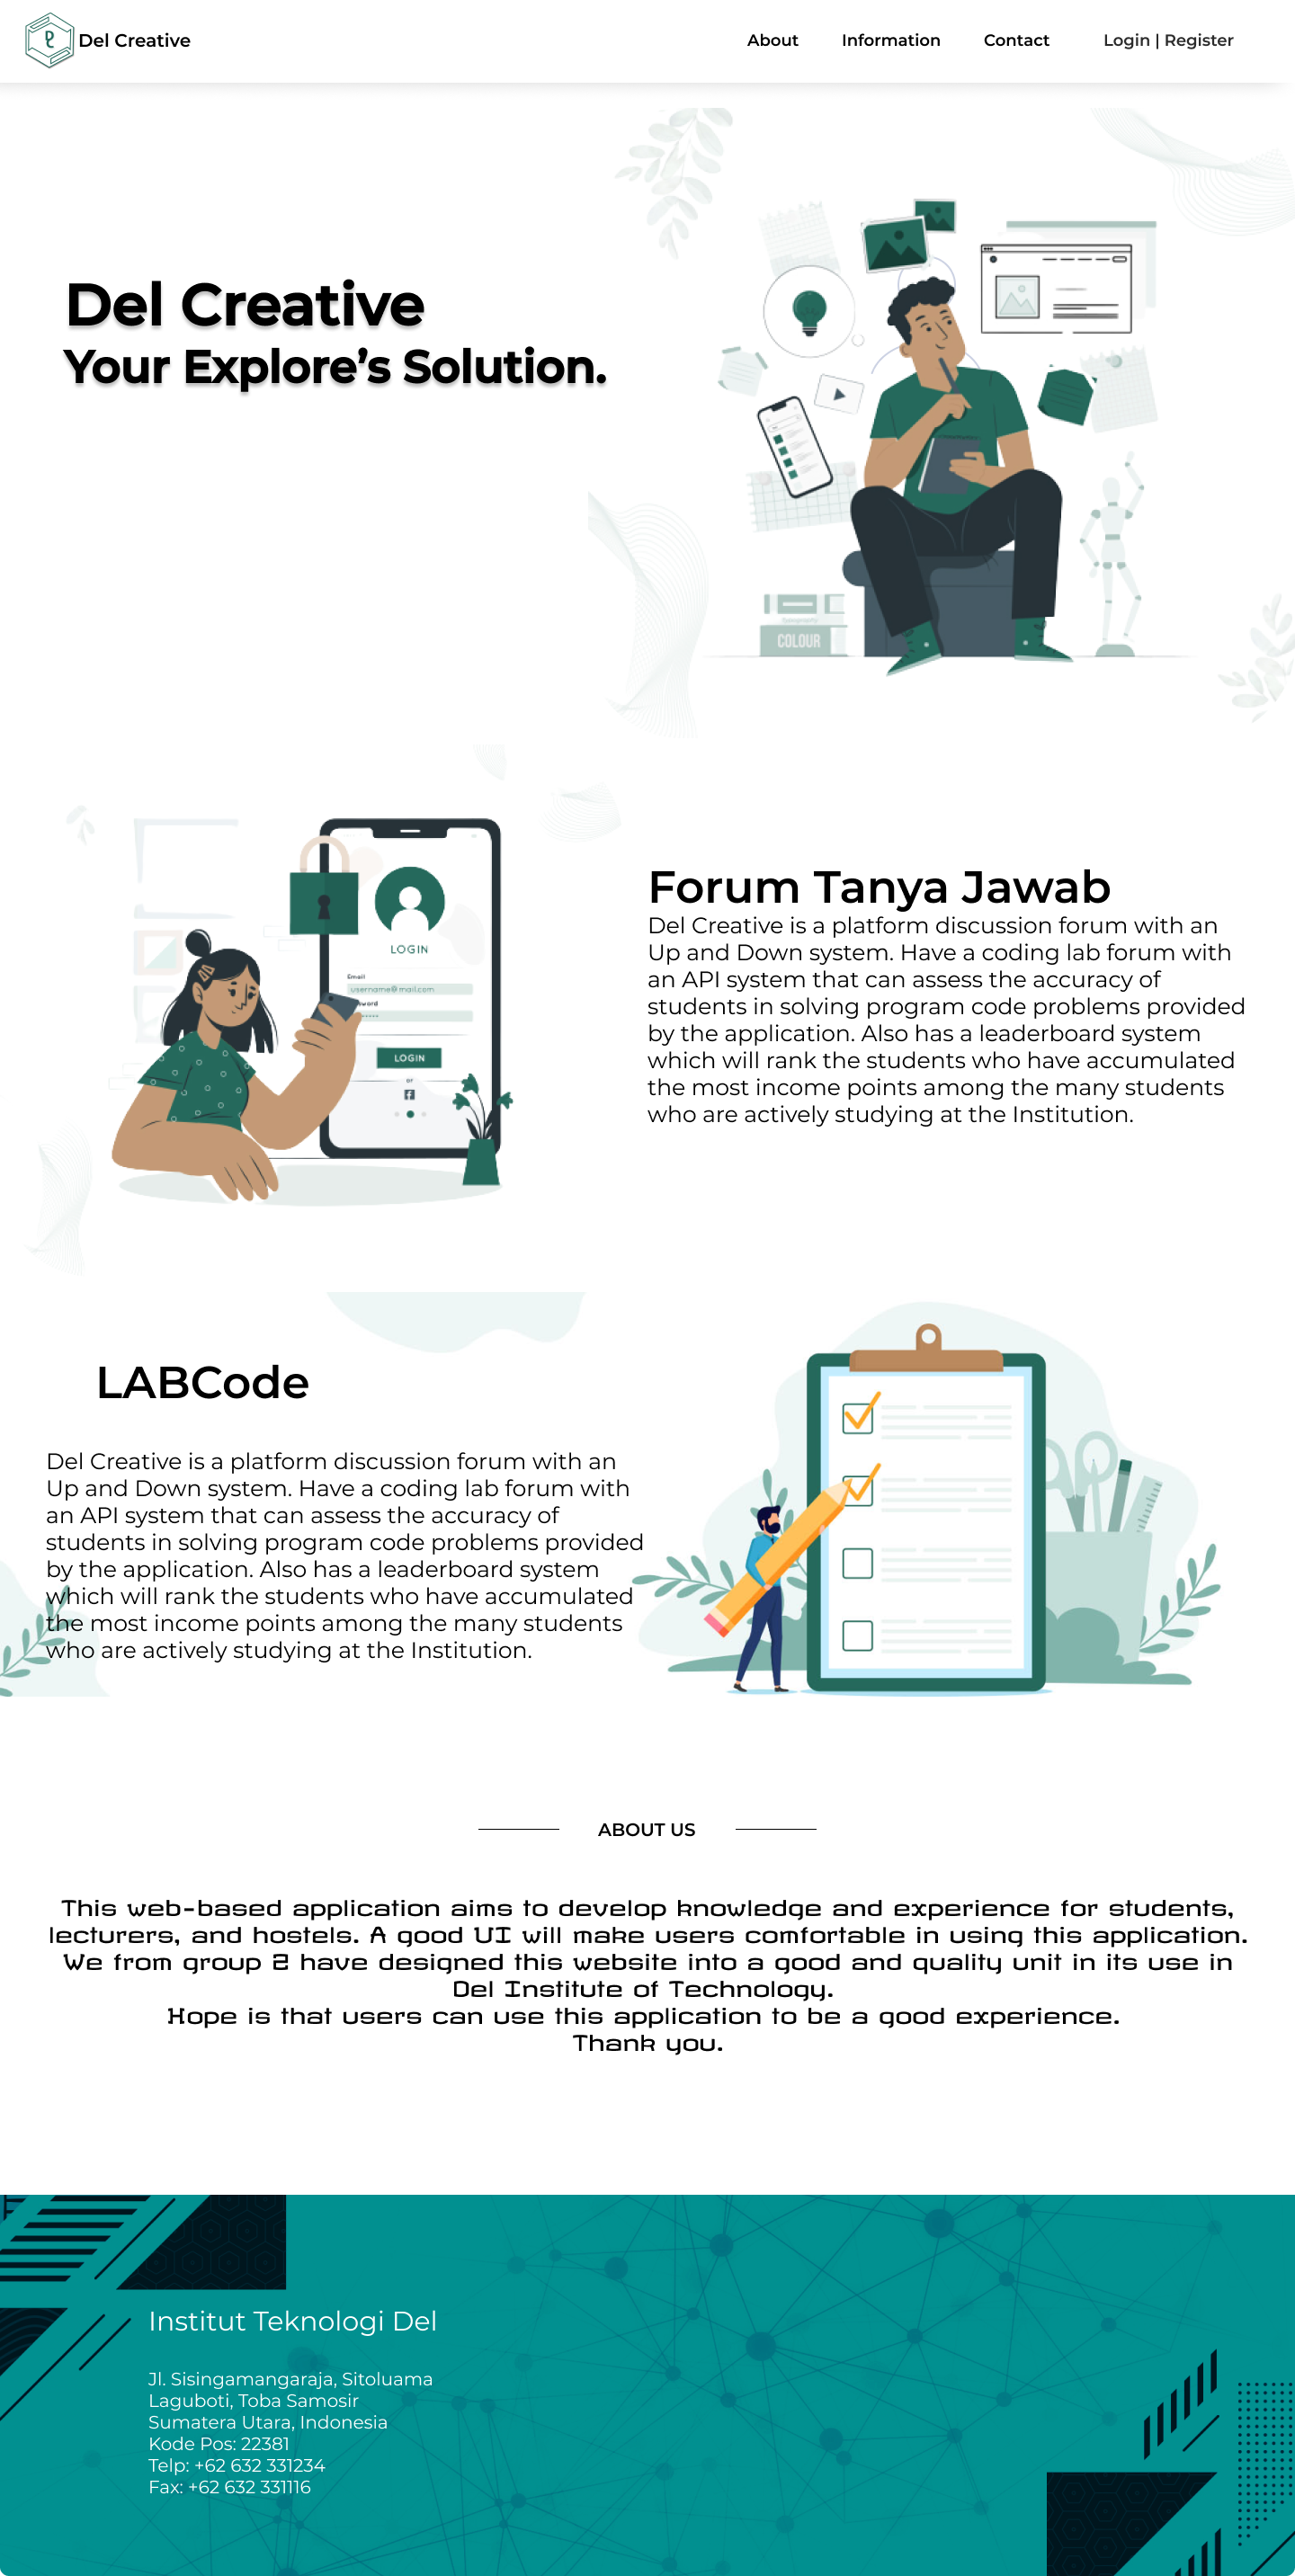 Del Creative
About Information Contact Login | Register
Del Creative
Your Explore's Solution.
COLOUR
LOGIN
Email
username@mail.com
LOGIN
Forum Tanya Jawab
Del Creative is a platform discussion forum with an
Up and Down system. Have a coding lab forum with
an API system that can assess the accuracy of
students in solving program code problems provided
by the application. Also has a leaderboard system
which will rank the students who have accumulated
the most income points among the many students
who are actively studying at the Institution.
LABCode
Del Creative is a platform discussion forum with an
Up and Down system. Have a coding lab forum with
an API system that can assess the accuracy of
students in solving program code problems provided
by the application. Also has a leaderboard system
which will rank the students who have accumulated
the most income points among the many students
who are actively studying at the Institution.
ABOUT US
This web-based application aims to develop knowledge and experience for students,
lecturers, and hostels. A good UI will make users comfortable in using this application.
We from group 2 have designed this website into a good and quality unit in its use in
Del Institute of Technology.
Hope is that users can use this application to be a good experience.
Thank you.
Institut Teknologi Del
Jl. Sisingamangaraja, Sitoluama
Laguboti, Toba Samosir
Sumatera Utara, Indonesia
Kode Pos: 22381
Telp: +62 632 331234
Fax: +62 632 331116